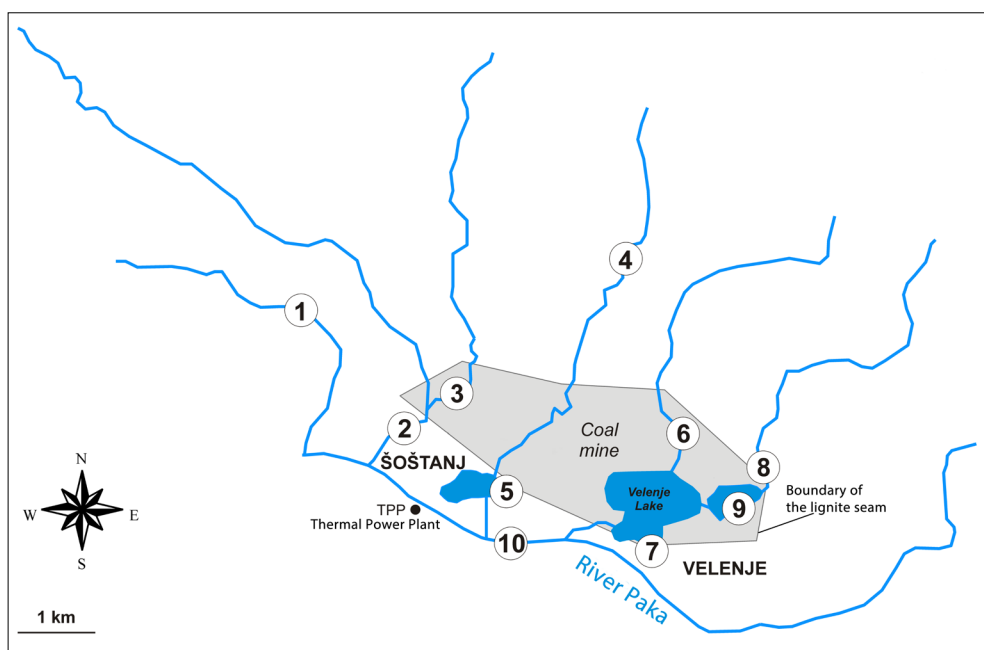 1
4
3
2
Coal
mine
6
ŠOŠTANJ
8
N
W
E
S
5
Velenje
Lake
9
Boundary of
the lignite seam
TPP
Thermal Power Plant
10
7
VELENJE
River Paka
1 km